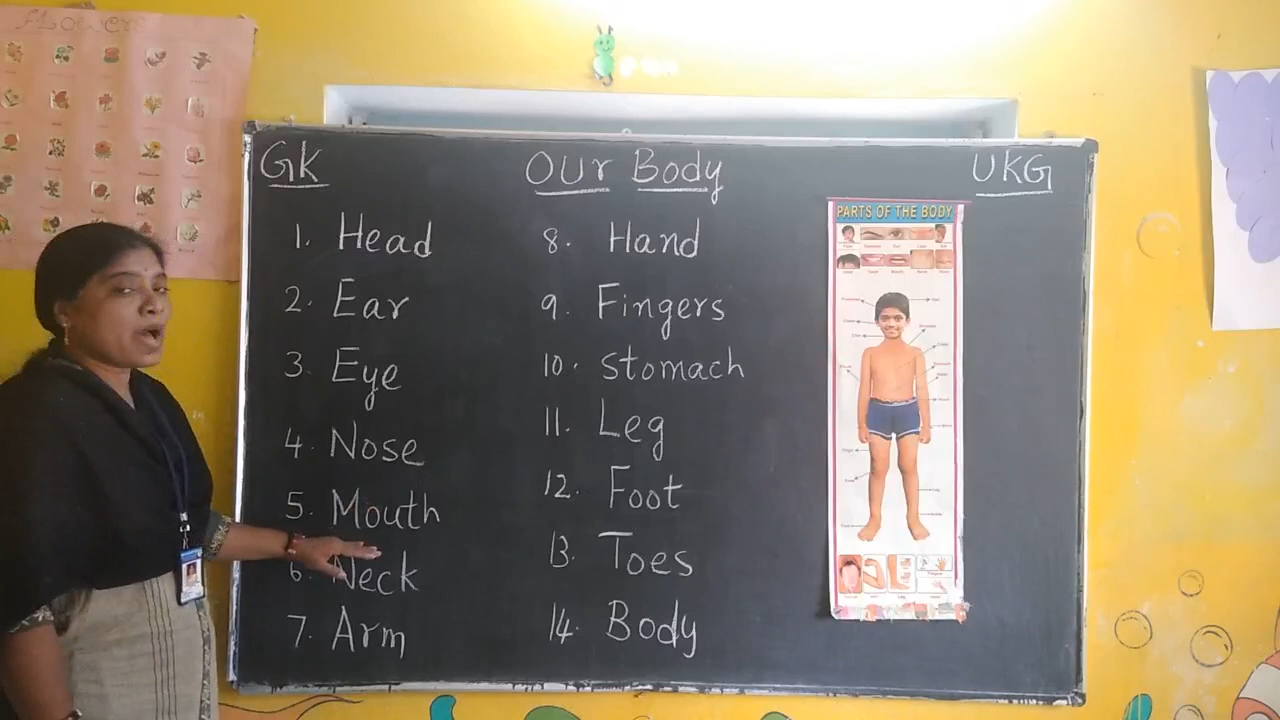 FLOWERS
GK
OUr Body
UKG
1. Head
2. Ear
3. Eye
4. Nose
5. Mouth
6. Neck
7. Arm
8. Hand
9. Fingers
10. Stomach
11. Leg
12. Foot
13. Toes
14. Body
PARTS OF THE BODY